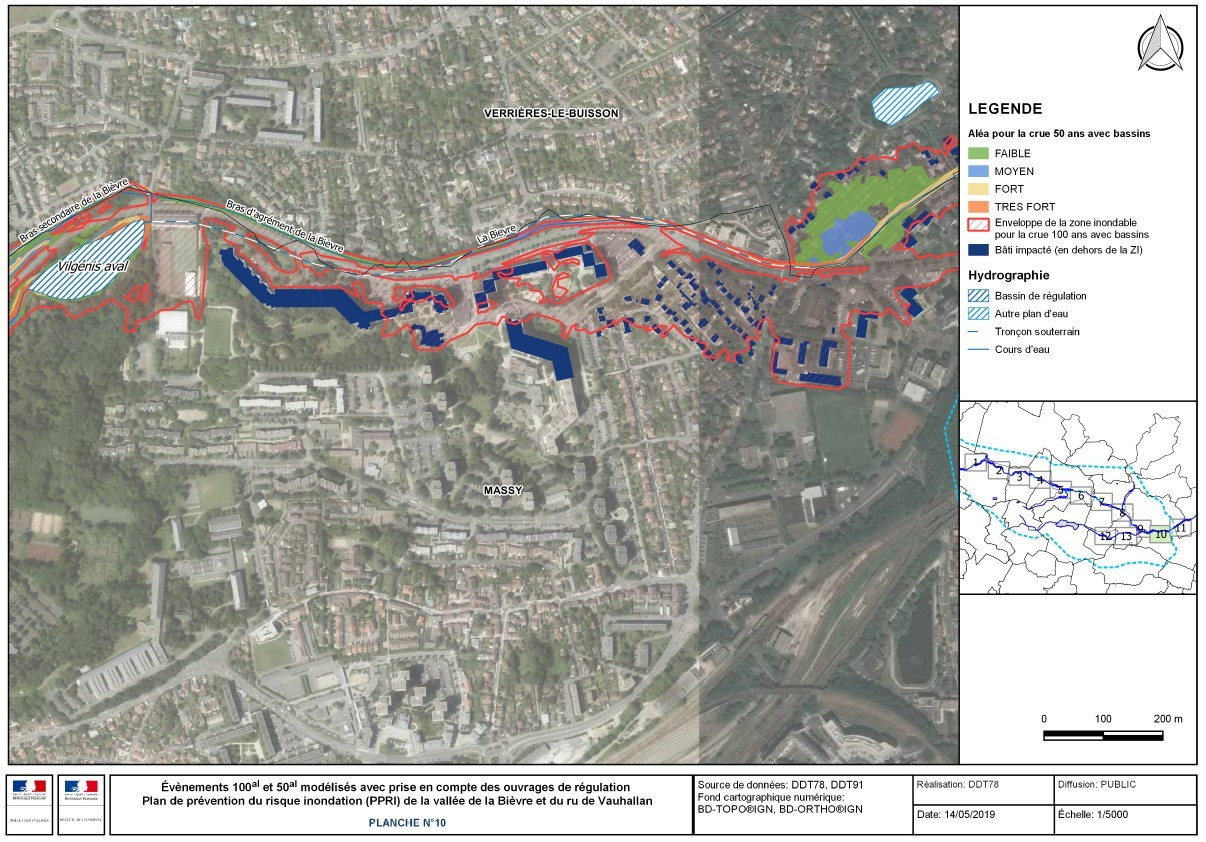 VERRIÈRES-LE-BUISSON
Bras secondaire de la Bièvre
Bras d'agrément de la Bièvre
La Bièvre
Vilgénis aval
MASSY
LEGENDE
Aléa pour la crue 50 ans avec bassins
FAIBLE
MOYEN
FORT
TRES FORT
Enveloppe de la zone inondable
pour la crue 100 ans avec bassins
Bâti impacté (en dehors de la ZI)
Hydrographie
Bassin de régulation
Autre plan d'eau
Tronçon souterrain
Cours d'eau
1
2
3
4
5
6
7
8
9
10
11
12
13
0 100 200 m
Évènements 100al et 50al modélisés avec prise en compte des ouvrages de régulation
Plan de prévention du risque inondation (PPRI) de la vallée de la Bièvre et du ru de Vauhallan
PLANCHE N°10
Source de données: DDT78, DDT91
Fond cartographique numérique:
BD-TOPO®IGN, BD-ORTHO®IGN
Réalisation: DDT78
Date: 14/05/2019
Diffusion: PUBLIC
Échelle: 1/5000